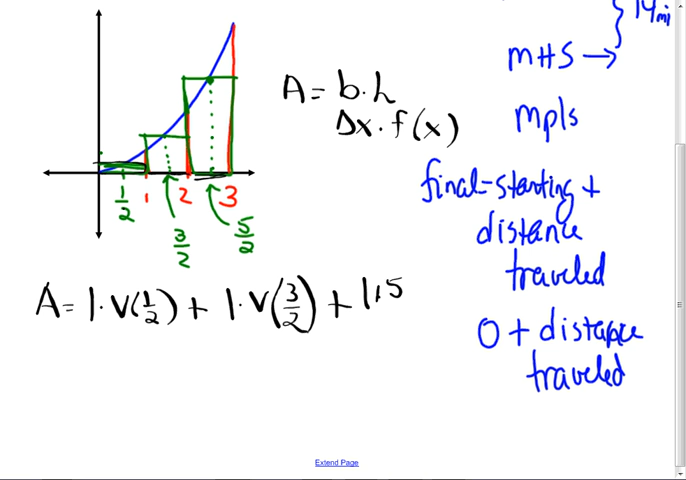 14mi
MHS →
A = b·h
Δx·f(x)
mpls
final = starting +
distance
traveled
1/2 1 2 3
3/2 5/2
A = 1·V(1/2) + 1·V(3/2) + 1.5
0 + distance
traveled
Extend Page